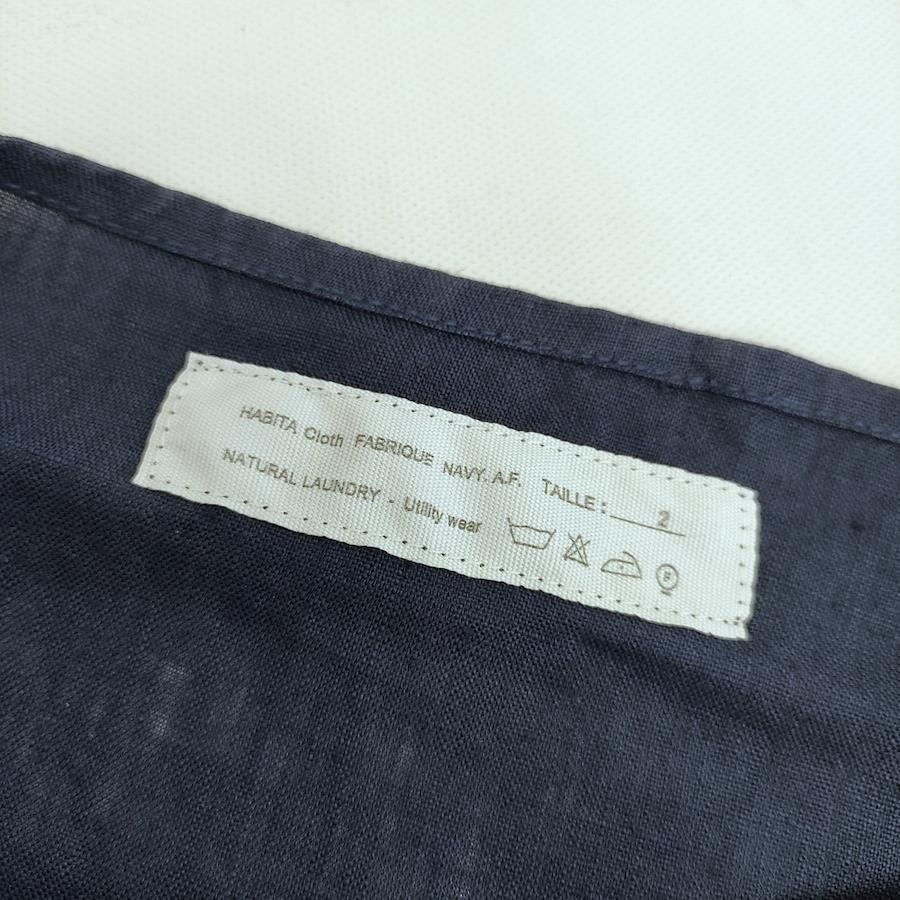 HABITA Cloth FABRIQUE NAVY. A.F. TAILLE : 2
NATURAL LAUNDRY - Utility wear
F